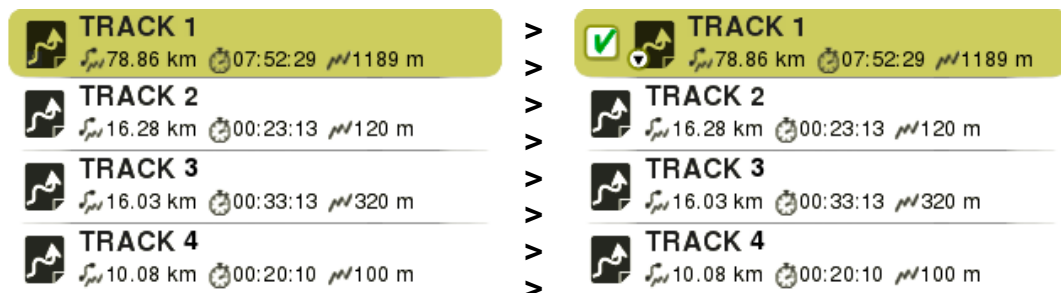 TRACK 1
78.86 km 07:52:29 1189 m
TRACK 2
16.28 km 00:23:13 120 m
TRACK 3
16.03 km 00:33:13 320 m
TRACK 4
10.08 km 00:20:10 100 m
>
>
>
>
>
>
>
>
TRACK 1
78.86 km 07:52:29 1189 m
TRACK 2
16.28 km 00:23:13 120 m
TRACK 3
16.03 km 00:33:13 320 m
TRACK 4
10.08 km 00:20:10 100 m